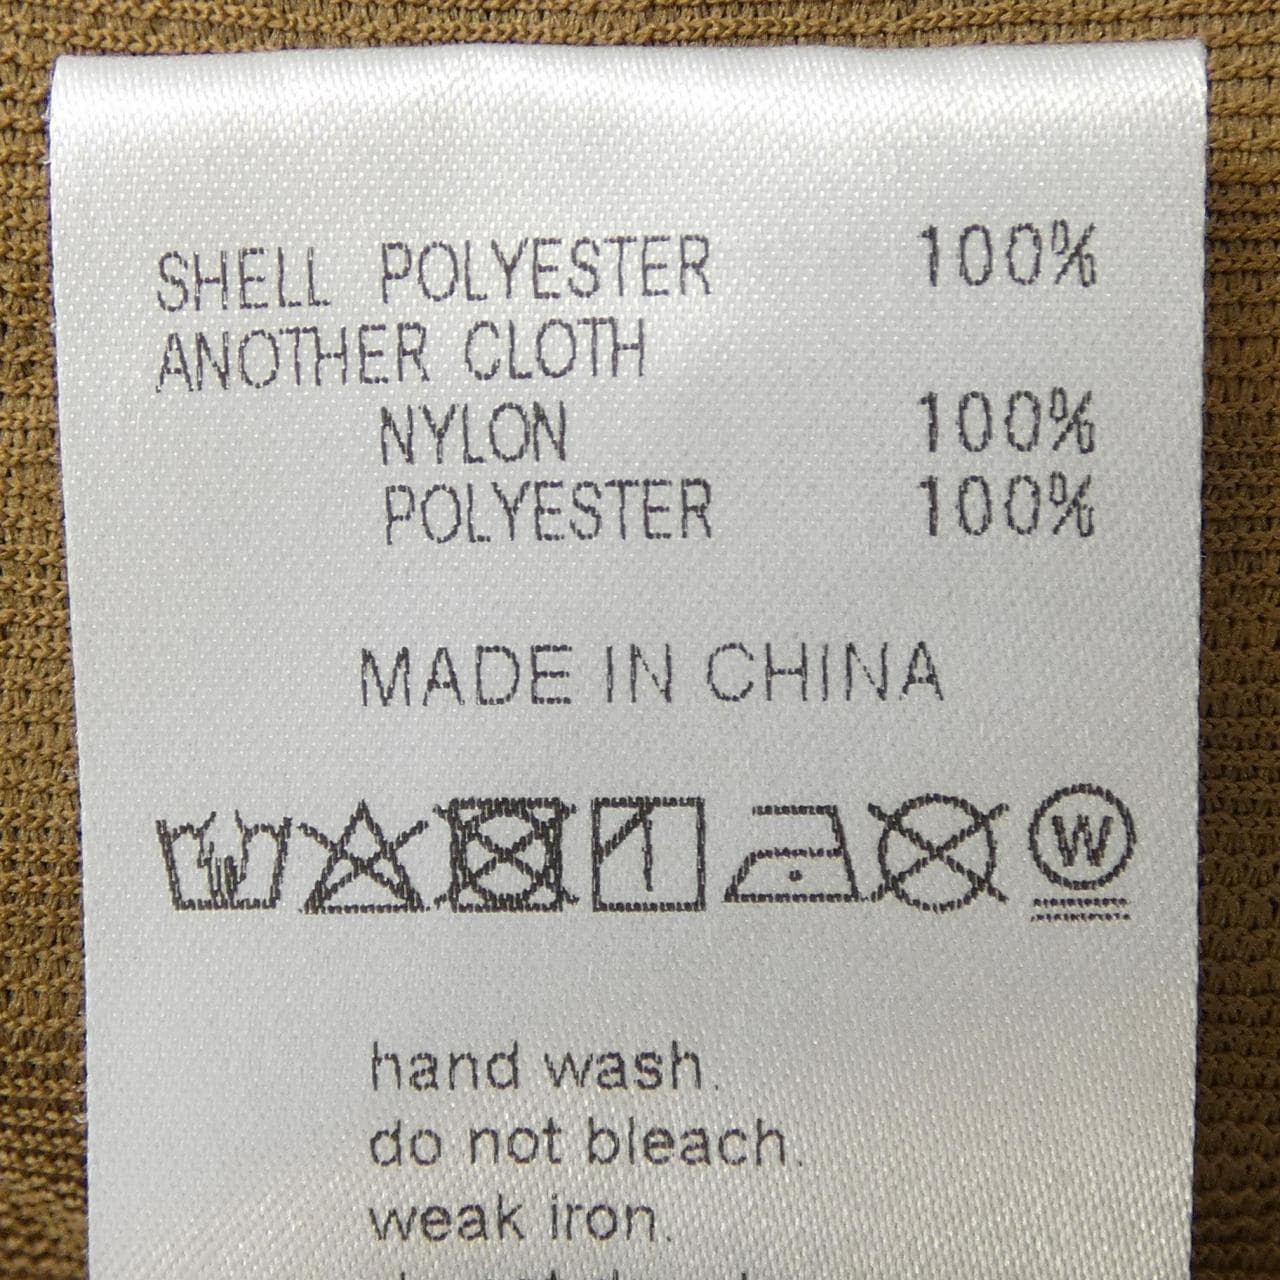 SHELL POLYESTER 100%
ANOTHER CLOTH
NYLON 100%
POLYESTER 100%
MADE IN CHINA
W
hand wash.
do not bleach.
weak iron.